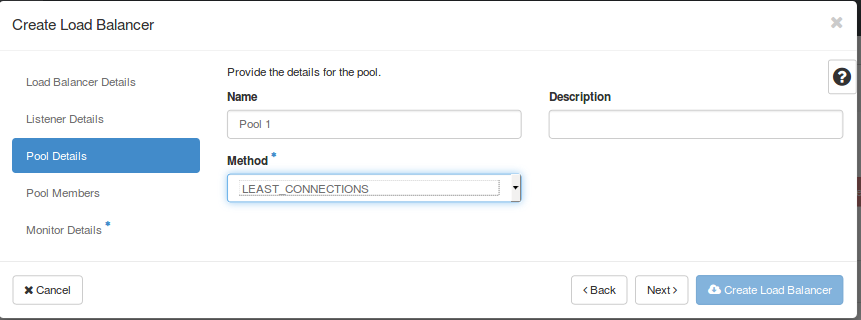 Create Load Balancer
×
Load Balancer Details
Listener Details
Pool Details
Pool Members
Monitor Details *
Provide the details for the pool.
?
Name
Pool 1
Description
Method *
LEAST_CONNECTIONS
Cancel
Back
Next
Create Load Balancer